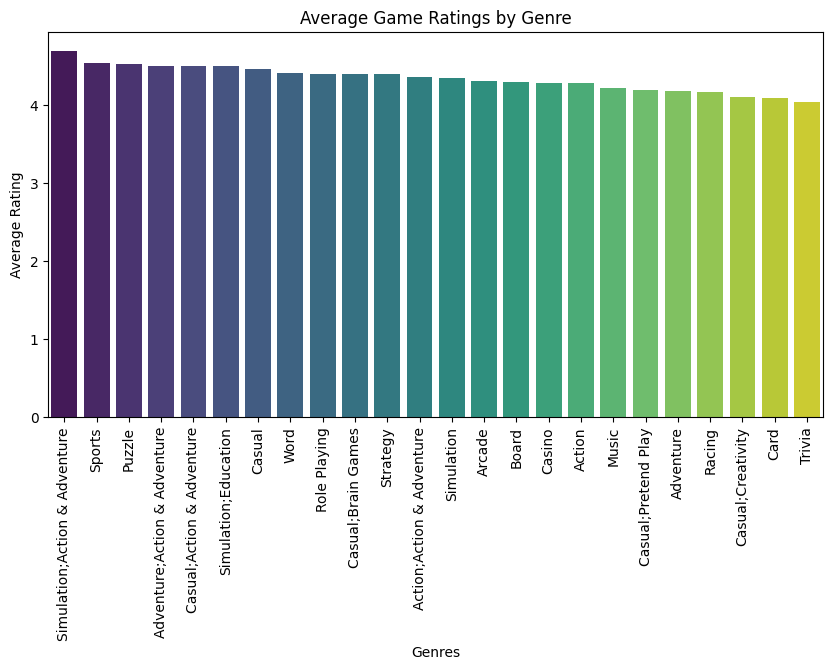 Average Game Ratings by Genre
Average Rating
4
3
2
1
0
Simulation;Action & Adventure
Sports
Puzzle
Adventure;Action & Adventure
Casual;Action & Adventure
Simulation;Education
Casual
Word
Role Playing
Casual;Brain Games
Strategy
Action;Action & Adventure
Simulation
Arcade
Board
Casino
Action
Music
Casual;Pretend Play
Adventure
Racing
Casual;Creativity
Card
Trivia
Genres